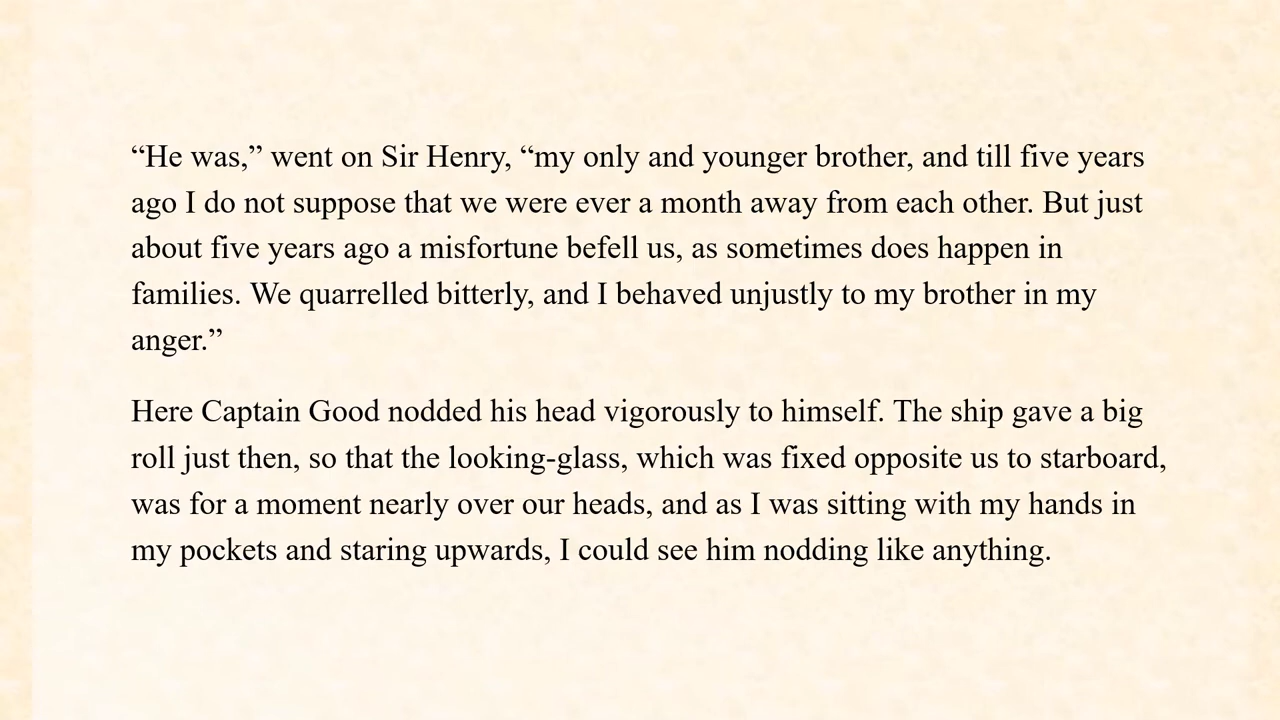 “He was,” went on Sir Henry, “my only and younger brother, and till five years
ago I do not suppose that we were ever a month away from each other. But just
about five years ago a misfortune befell us, as sometimes does happen in
families. We quarrelled bitterly, and I behaved unjustly to my brother in my
anger.”
Here Captain Good nodded his head vigorously to himself. The ship gave a big
roll just then, so that the looking-glass, which was fixed opposite us to starboard,
was for a moment nearly over our heads, and as I was sitting with my hands in
my pockets and staring upwards, I could see him nodding like anything.